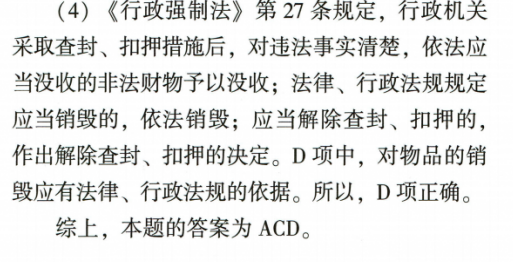 （4）《行政强制法》第 27 条规定，行政机关
采取查封、扣押措施后，对违法事实清楚，依法应
当没收的非法财物予以没收；法律、行政法规规定
应当销毁的，依法销毁；应当解除查封、扣押的，
作出解除查封、扣押的决定。D 项中，对物品的销
毁应有法律、行政法规的依据。所以，D 项正确。
综上，本题的答案为 ACD。